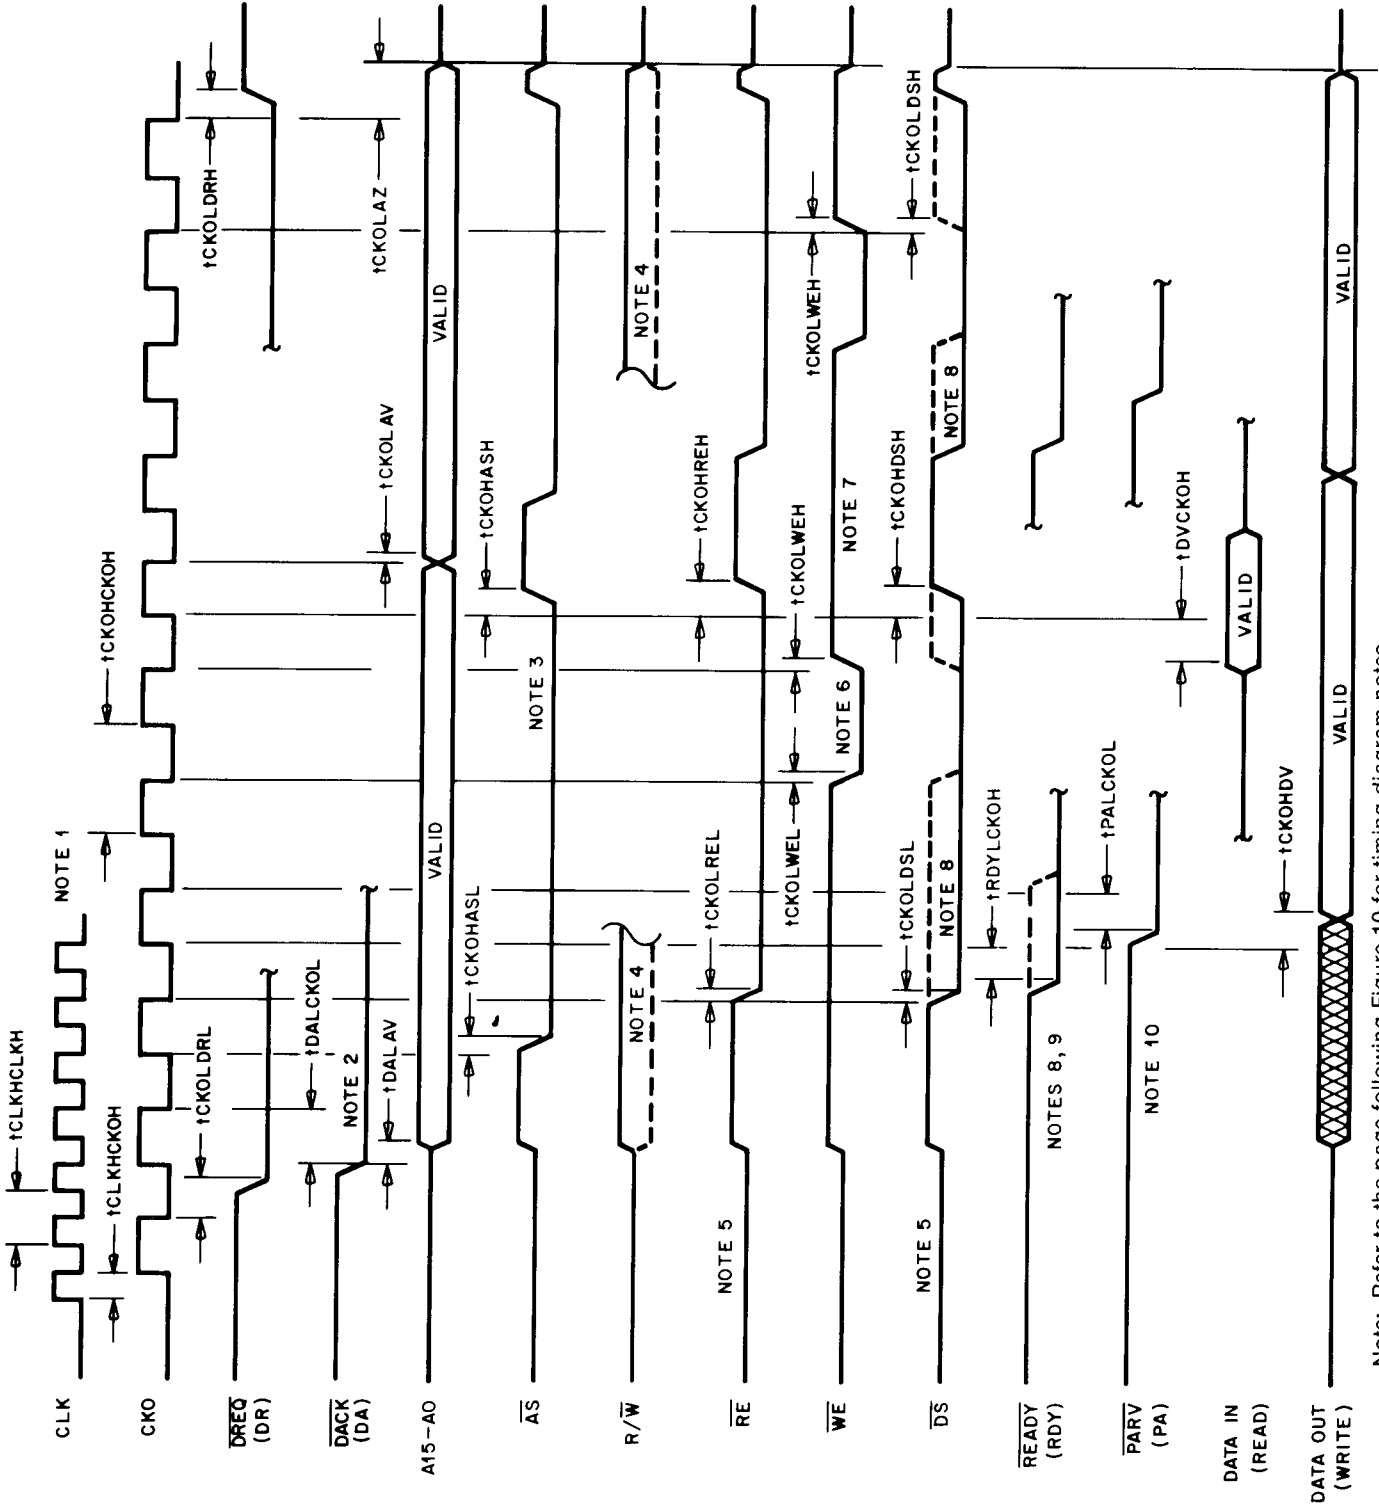 CLK
tCLKHCLKH
NOTE 1
tCLKHCKOH
CKO
tCKOHCKOH
DREQ
(DR)
tCKOLDRL
tCKOLDRH
DACK
(DA)
tDALCKOL
NOTE 2
tDALAV
tCKOLAV
tCKOLAZ
A15-A0
VALID
VALID
AS
tCKOHASL
NOTE 3
tCKOHASH
R/W
NOTE 4
NOTE 4
RE
NOTE 5
tCKOLREL
tCKOHREH
WE
tCKOLWEL
NOTE 6
tCKOLWEH
NOTE 7
tCKOLWEH
DS
NOTE 5
tCKOLDSL
NOTE 8
tCKOHDSH
NOTE 8
tCKOLDSH
READY
(RDY)
NOTES 8, 9
tRDYLCKOH
PARV
(PA)
NOTE 10
tPALCKOL
DATA IN
(READ)
VALID
tDVCKOH
DATA OUT
(WRITE)
tCKOHDV
VALID
VALID
Note: Refer to the page following Figure 10 for timing diagram notes